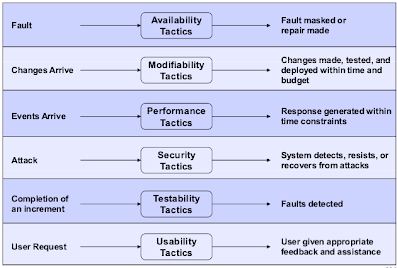 Fault
Availability
Tactics
Fault masked or
repair made
Changes Arrive
Modifiability
Tactics
Changes made, tested, and
deployed within time and
budget
Events Arrive
Performance
Tactics
Response generated within
time constraints
Attack
Security
Tactics
System detects, resists, or
recovers from attacks
Completion of
an increment
Testability
Tactics
Faults detected
User Request
Usability
Tactics
User given appropriate
feedback and assistance